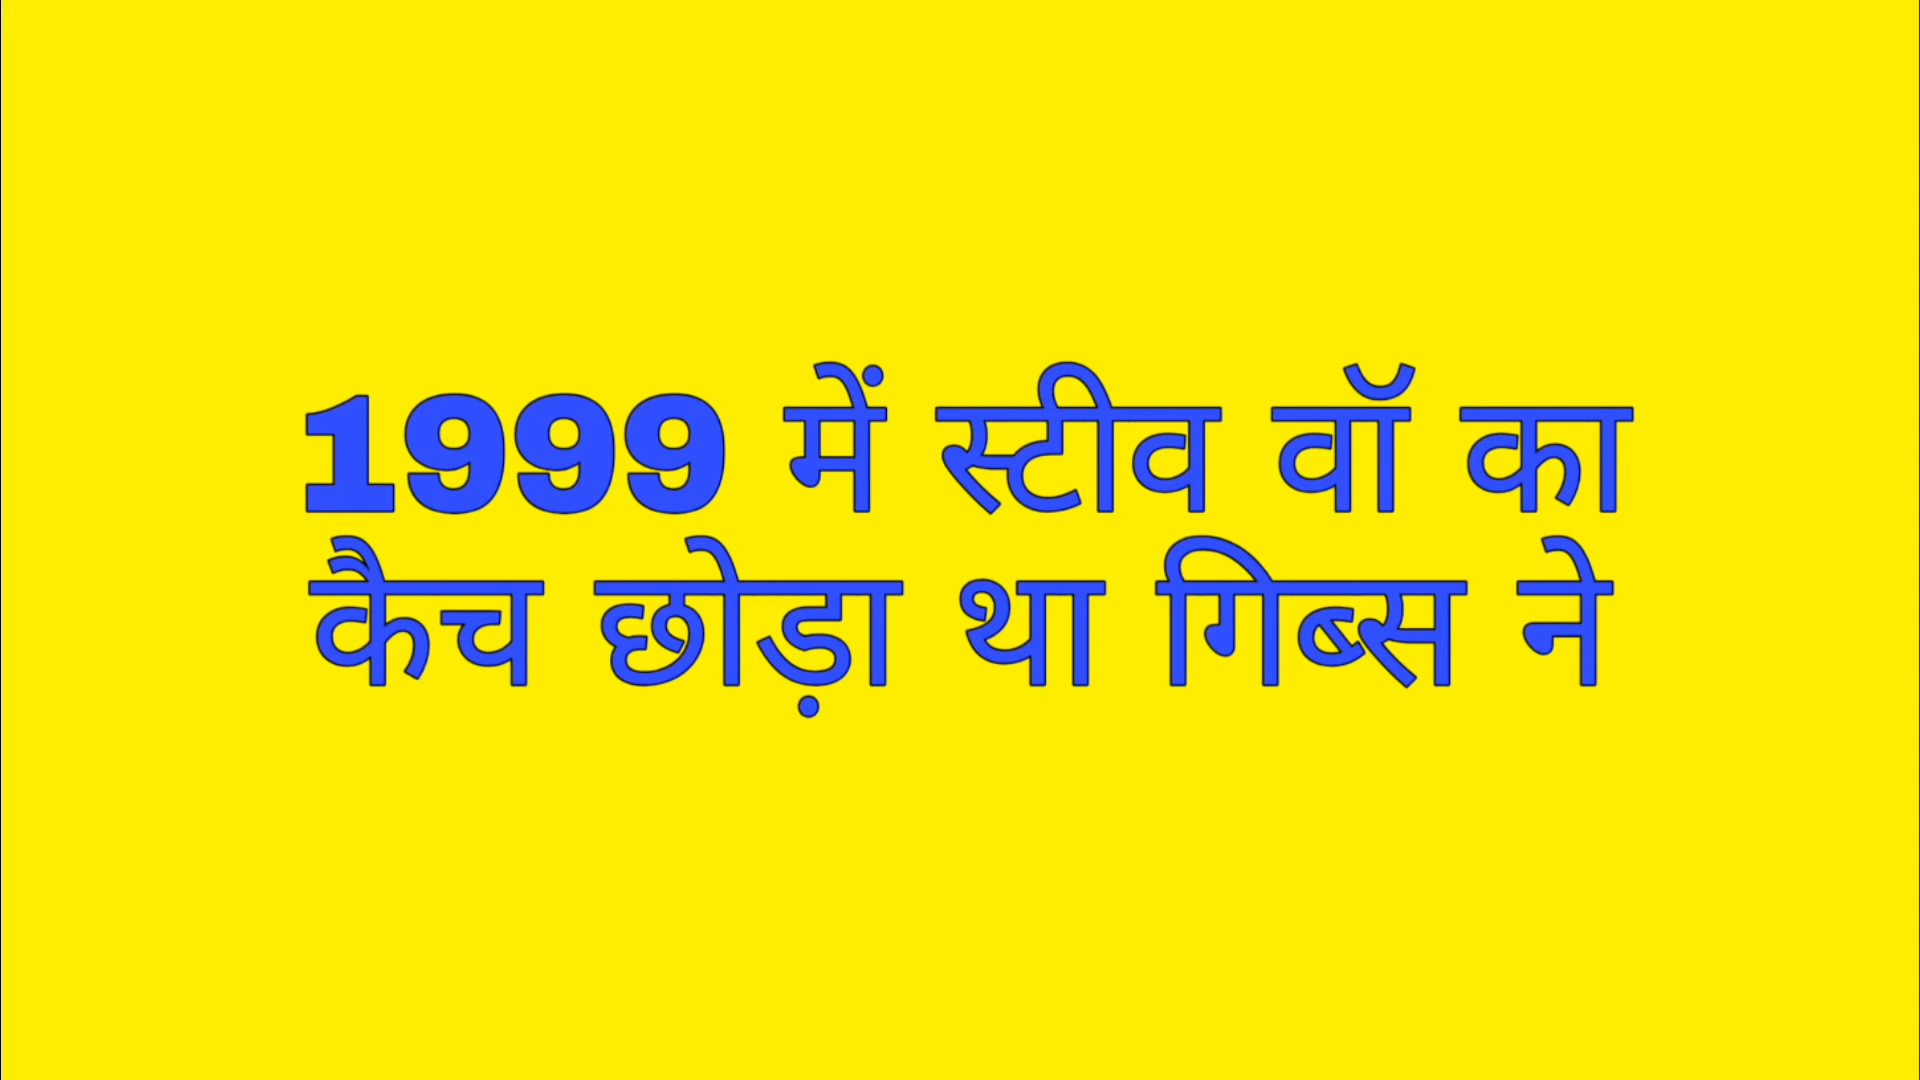 1999 में स्टीव वॉ का
कैच छोड़ा था गिब्स ने